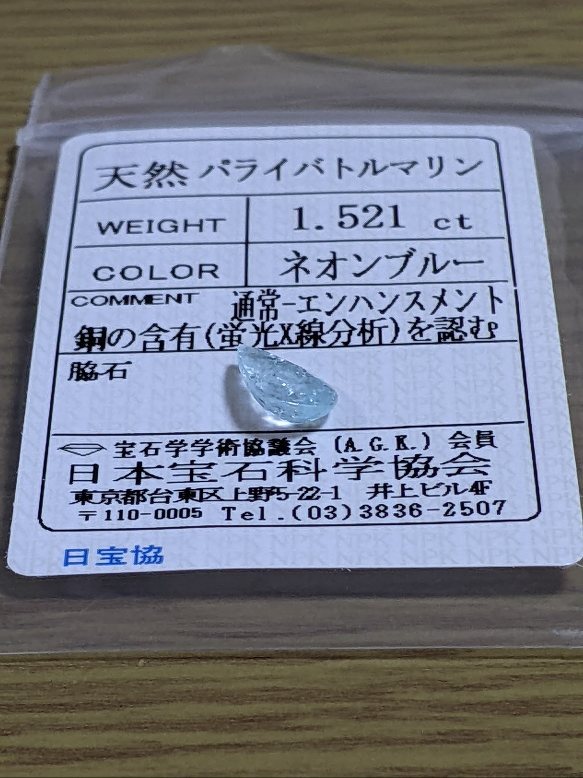 天然 パライバトルマリン
WEIGHT 1.521 ct
COLOR ネオンブルー
COMMENT 通常-エンハンスメント
銅の含有(蛍光X線分析)を認む
脇石
宝石学学術協議会 (A.G.K.) 会員
日本宝石科学協会
東京都台東区上野5-22-1 井上ビル4F
〒110-0005 Tel.(03)3836-2507
日宝協